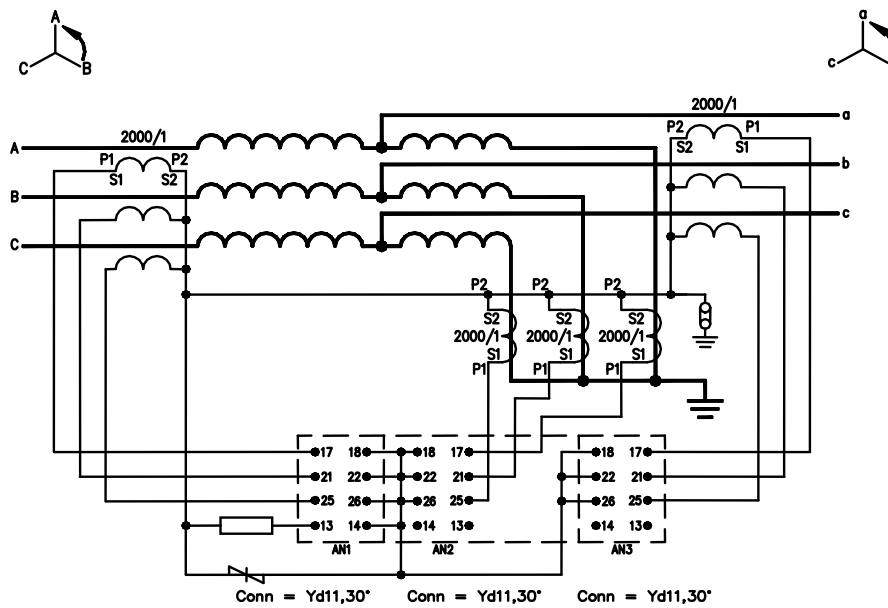 A
C
B
a
c
2000/1
a
2000/1
P2
P1
S2
S1
A
P1
P2
S1
S2
b
B
c
C
P2
P2
P2
S2
S2
S2
2000/1
2000/1
2000/1
S1
S1
S1
P1
P1
P1
17 18 18 17 18 17
21 22 22 21 22 21
25 26 26 25 26 25
13 14 14 13 14 13
AN1
AN2
AN3
Conn = Yd11,30°
Conn = Yd11,30°
Conn = Yd11,30°